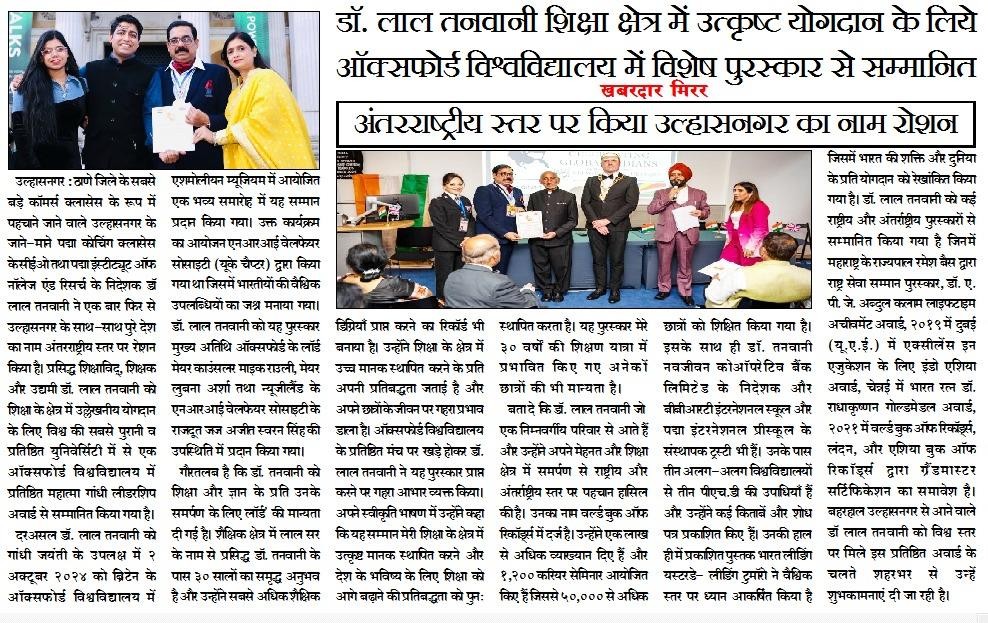 डॉ. लाल तनवानी शिक्षा क्षेत्र में उत्कृष्ट योगदान के लिये
ऑक्सफोर्ड विश्वविद्यालय में विशेष पुरस्कार से सम्मानित
खबरदार मिरर
अंतरराष्ट्रीय स्तर पर किया उल्हासनगर का नाम रोशन
उल्हासनगर : ठाणे जिले के सबसे
बड़े कॉमर्स क्लासेस के रूप में
पहचाने जाने वाले उल्हासनगर के
जाने-माने पद्मा कोचिंग क्लासेस
के सीईओ तथा पद्मा इंस्टीट्यूट ऑफ
नॉलेज एंड रिसर्च के निदेशक डॉ
लाल तनवानी ने एक बार फिर से
उल्हासनगर के साथ-साथ पुरे देश
का नाम अंतरराष्ट्रीय स्तर पर रोशन
किया है। प्रसिद्ध शिक्षाविद्, शिक्षक
और उद्यमी डॉ. लाल तनवानी को
शिक्षा के क्षेत्र में उल्लेखनीय योगदान
के लिए विश्व की सबसे पुरानी व
प्रतिष्ठित युनिवेर्सिटी में से एक
ऑक्सफोर्ड विश्वविद्यालय में
प्रतिष्ठित महात्मा गांधी लीडरशिप
अवार्ड से सम्मानित किया गया है।
दरअसल डॉ. लाल तनवानी को
गांधी जयंती के उपलक्ष में २
अक्टूबर २०२४ को ब्रिटेन के
ऑक्सफोर्ड विश्वविद्यालय में
एशमोलीयन म्यूजियम में आयोजित
एक भव्य समारोह में यह सम्मान
प्रदान किया गया। उक्त कार्यक्रम
का आयोजन एनआरआई वेलफेयर
सोसाइटी (यूके चैप्टर) द्वारा किया
गया था जिसमें भारतीयों की वैश्विक
उपलब्धियों का जश्न मनाया गया।
डॉ. लाल तनवानी को यह पुरस्कार
मुख्य अतिथि ऑक्सफोर्ड के लॉर्ड
मेयर काउंसलर माइक राउली, मेयर
लुबना अर्शा तथा न्यूजीलैंड के
एनआरआई वेलफेयर सोसाइटी के
राजदूत जज अजीत स्वरन सिंह की
उपस्थिति में प्रदान किया गया।
गौरतलब है कि डॉ. तनवानी को
शिक्षा और ज्ञान के प्रति उनके
समर्पण के लिए लॉर्ड' की मान्यता
दी गई है। शैक्षिक क्षेत्र में लाल सर
के नाम से प्रसिद्ध डॉ. तनवानी के
पास ३० सालों का समृद्ध अनुभव
है और उन्होंने सबसे अधिक शैक्षिक
डिग्रियाँ प्राप्त करने का रिकॉर्ड भी
बनाया है। उन्होंने शिक्षा के क्षेत्र में
उच्च मानक स्थापित करने के प्रति
अपनी प्रतिबद्धता जताई है और
अपने छात्रों के जीवन पर गहरा प्रभाव
डाला है। ऑक्सफोर्ड विश्वविद्यालय
के प्रतिष्ठित मंच पर खड़े होकर डॉ.
लाल तनवानी ने यह पुरस्कार प्राप्त
करने पर गहरा आभार व्यक्त किया।
अपने स्वीकृति भाषण में उन्होंने कहा
कि यह सम्मान मेरी शिक्षा के क्षेत्र में
उत्कृष्ट मानक स्थापित करने और
देश के भविष्य के लिए शिक्षा को
आगे बढ़ाने की प्रतिबद्धता को पुनः
स्थापित करता है। यह पुरस्कार मेरे
३० वर्षों की शिक्षण यात्रा में
प्रभावित किए गए अनेकों
छात्रों की भी मान्यता है।
बता दे कि डॉ. लाल तनवानी जो
एक निम्नवर्गीय परिवार से आते हैं
और उन्होंने अपने मेहनत और शिक्षा
क्षेत्र में समर्पण से राष्ट्रीय और
अंतर्राष्ट्रीय स्तर पर पहचान हासिल
की है। उनका नाम वर्ल्ड बुक ऑफ
रिकॉर्ड्स में दर्ज है। उन्होंने एक लाख
से अधिक व्याख्यान दिए हैं और
१,२०० करियर सेमिनार आयोजित
किए हैं जिससे ५०,००० से अधिक
छात्रों को शिक्षित किया गया है।
इसके साथ ही डॉ. तनवानी
नवजीवन कोऑपरेटिव बैंक
लिमिटेड के निदेशक और
बीबीआरटी इंटरनेशनल स्कूल और
पद्मा इंटरनेशनल प्रीस्कूल के
संस्थापक ट्रस्टी भी हैं। उनके पास
तीन अलग-अलग विश्वविद्यालयों
से तीन पीएच.डी की उपाधियाँ हैं
और उन्होंने कई किताबें और शोध
पत्र प्रकाशित किए हैं। उनकी हाल
ही में प्रकाशित पुस्तक भारत लीडिंग
यस्टरडे- लीडिंग टुमॉरो ने वैश्विक
स्तर पर ध्यान आकर्षित किया है
जिसमें भारत की शक्ति और दुनिया
के प्रति योगदान को रेखांकित किया
गया है। डॉ. लाल तनवानी को कई
राष्ट्रीय और अंतर्राष्ट्रीय पुरस्कारों से
सम्मानित किया गया है जिनमें
महाराष्ट्र के राज्यपाल रमेश बैस द्वारा
राष्ट्र सेवा सम्मान पुरस्कार, डॉ. ए.
पी. जे. अब्दुल कलाम लाइफटाइम
अचीवमेंट अवार्ड, २०१९ में दुबई
(यू.ए.ई.) में एक्सीलेंस इन
एजुकेशन के लिए इंडो एशिया
अवार्ड, चेन्नई में भारत रत्न डॉ.
राधाकृष्णन गोल्डमेडल अवार्ड,
२०२१ में वर्ल्ड बुक ऑफ रिकॉर्ड्स,
लंदन, और एशिया बुक ऑफ
रिकॉर्ड्स द्वारा ग्रैंडमास्टर
सर्टिफिकेशन का समावेश है।
बहरहाल उल्हासनगर से आने वाले
डॉ लाल तनवानी को विश्व स्तर
पर मिले इस प्रतिष्ठित अवार्ड के
चलते शहरभर से उन्हें
शुभकामनाएं दी जा रही है।